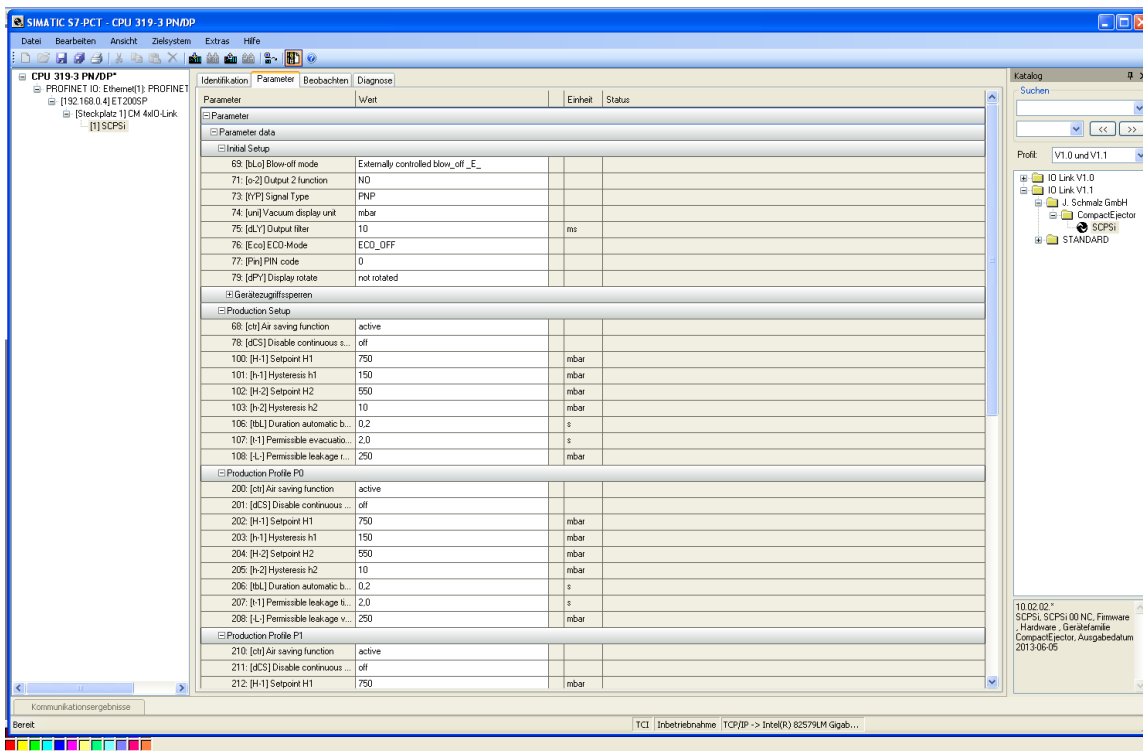 SIMATIC S7-PCT - CPU 319-3 PN/DP
Datei Bearbeiten Ansicht Zielsystem Extras Hilfe
CPU 319-3 PN/DP*
PROFINET IO: Ethernet(1): PROFINET
[192.168.0.4] ET200SP
[Steckplatz 1] CM 4xIO-Link
[1] SCPSi
Identifikation Parameter Beobachten Diagnose
Parameter Wert Einheit Status
Parameter
Parameter data
Initial Setup
69: [bLo] Blow-off mode Externally controlled blow_off _E_
71: [o-2] Output 2 function NO
73: [tYP] Signal Type PNP
74: [uni] Vacuum display unit mbar
75: [dLY] Output filter 10 ms
76: [Eco] ECO-Mode ECO_OFF
77: [Pin] PIN code 0
79: [dPY] Display rotate not rotated
Gerätezugriffssperren
Production Setup
68: [ctr] Air saving function active
78: [dCS] Disable continuous s... off
100: [H-1] Setpoint H1 750 mbar
101: [h-1] Hysteresis h1 150 mbar
102: [H-2] Setpoint H2 550 mbar
103: [h-2] Hysteresis h2 10 mbar
106: [tbL] Duration automatic b... 0,2 s
107: [t-1] Permissible evacuatio... 2,0 s
108: [-L-] Permissible leakage r... 250 mbar
Production Profile P0
200: [ctr] Air saving function active
201: [dCS] Disable continuous ... off
202: [H-1] Setpoint H1 750 mbar
203: [h-1] Hysteresis h1 150 mbar
204: [H-2] Setpoint H2 550 mbar
205: [h-2] Hysteresis h2 10 mbar
206: [tbL] Duration automatic b... 0,2 s
207: [t-1] Permissible leakage ti... 2,0 s
208: [-L-] Permissible leakage v... 250 mbar
Production Profile P1
210: [ctr] Air saving function active
211: [dCS] Disable continuous ... off
212: [H-1] Setpoint H1 750 mbar
Katalog
Suchen
<< >>
Profil: V1.0 und V1.1
IO Link V1.0
IO Link V1.1
J. Schmalz GmbH
CompactEjector
SCPSi
STANDARD
10.02.02.*
SCPSi, SCPSi 00 NC, Firmware
, Hardware , Gerätefamilie
CompactEjector, Ausgabedatum
2013-06-05
Kommunikationsergebnisse
Bereit TCI Inbetriebnahme TCP/IP -> Intel(R) 82579LM Gigab...